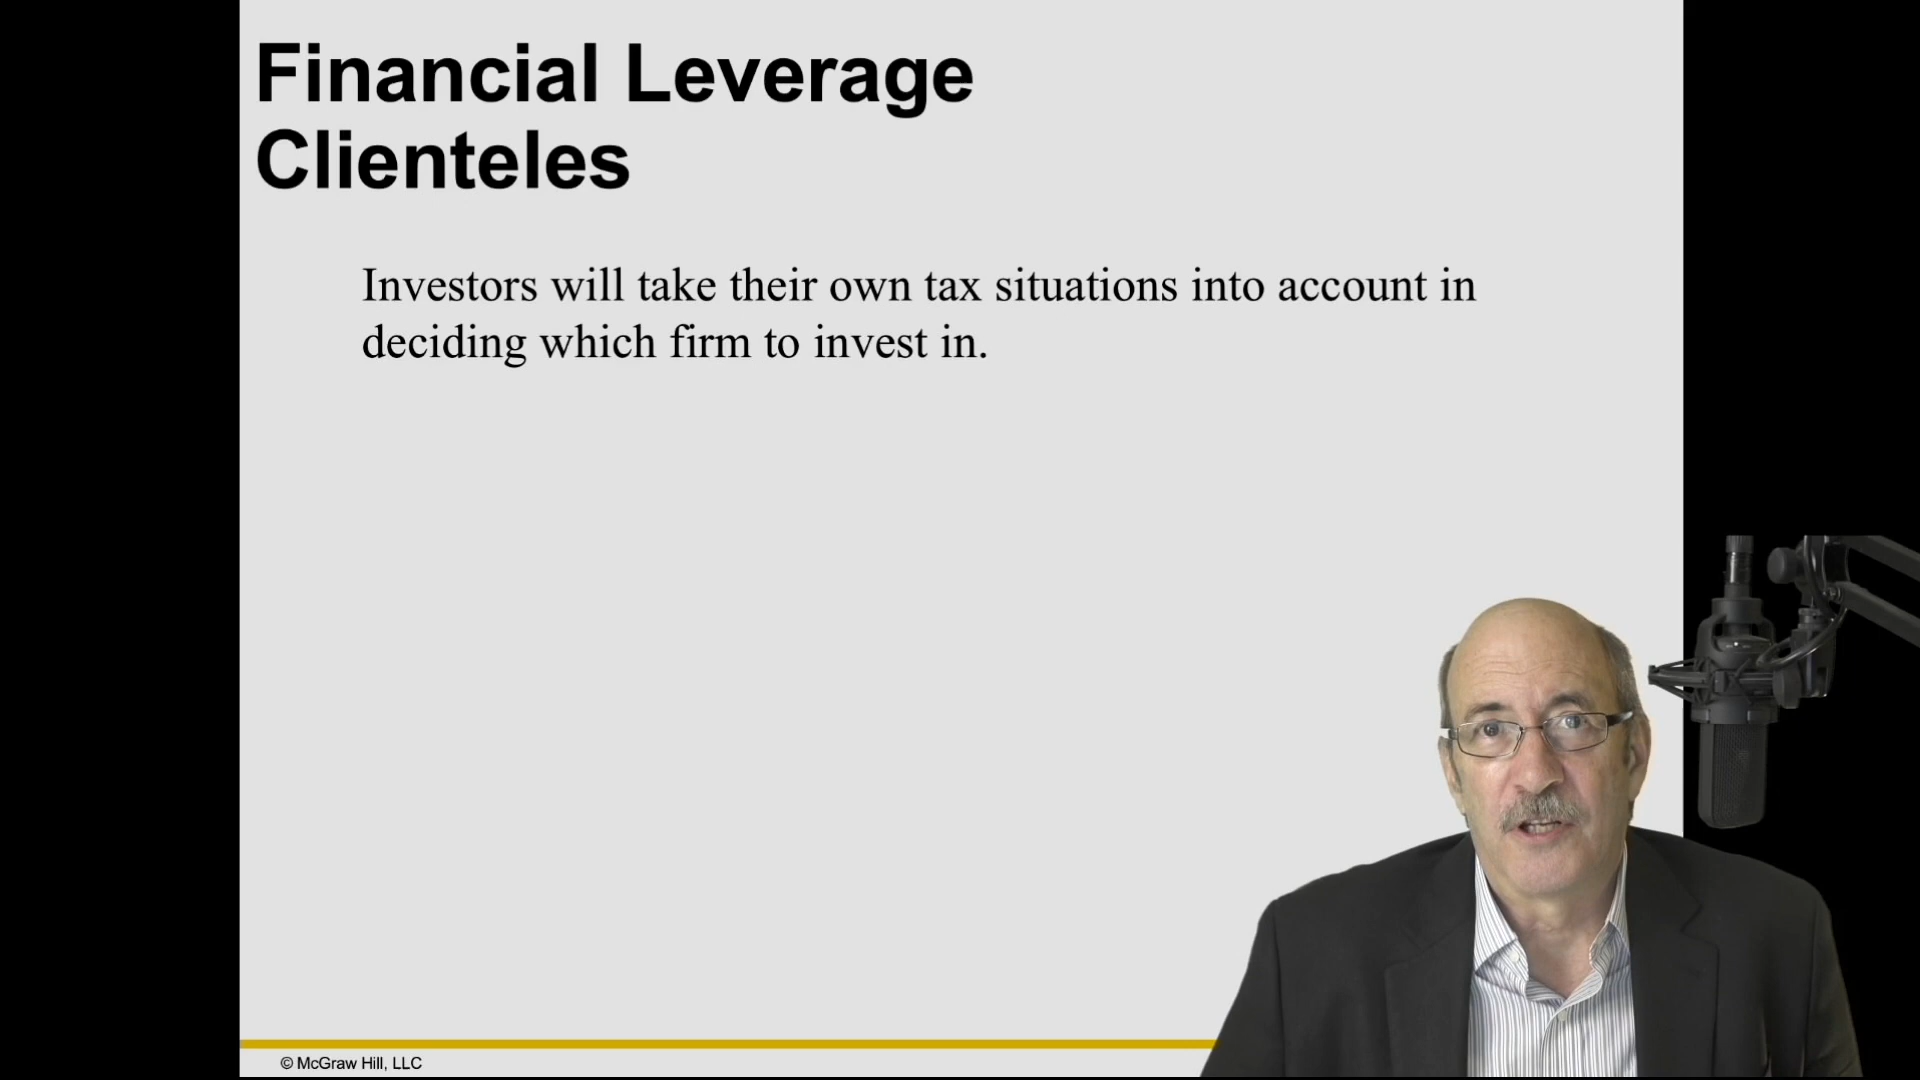 Financial Leverage
Clienteles
Investors will take their own tax situations into account in
deciding which firm to invest in.
© McGraw Hill, LLC